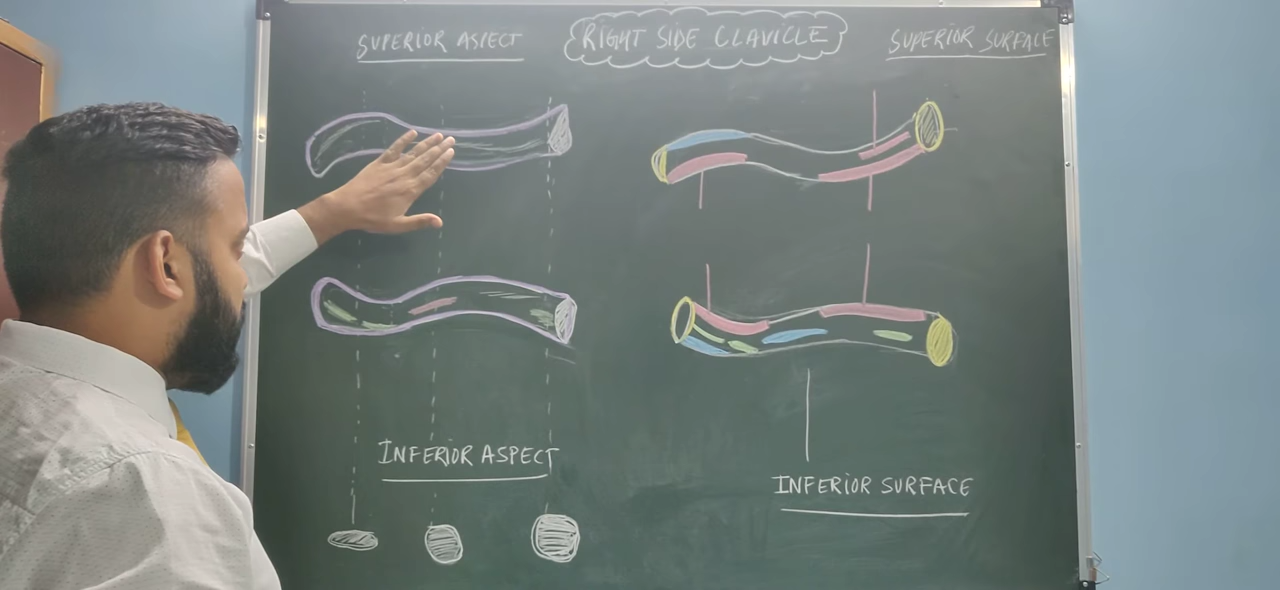 SUPERIOR ASPECT
RIGHT SIDE CLAVICLE
SUPERIOR SURFACE
INFERIOR ASPECT
INFERIOR SURFACE